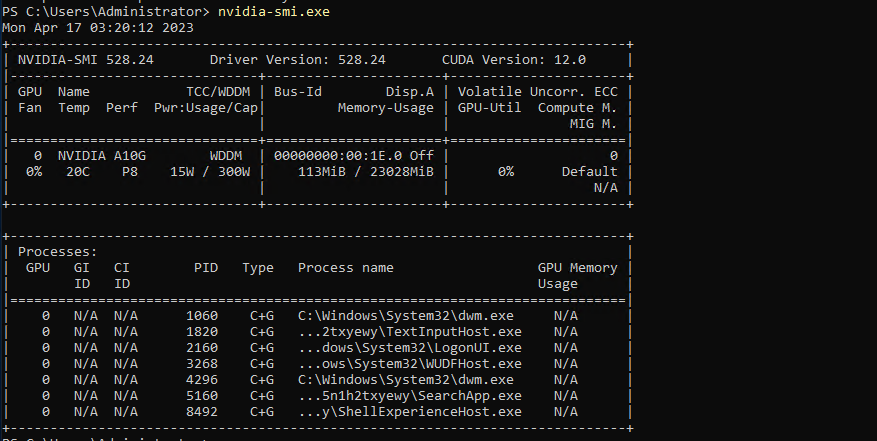 PS C:\Users\Administrator> nvidia-smi.exe
Mon Apr 17 03:20:12 2023
+-----------------------------------------------------------------------------+
| NVIDIA-SMI 528.24       Driver Version: 528.24       CUDA Version: 12.0     |
|-------------------------------+----------------------+----------------------+
| GPU  Name            TCC/WDDM | Bus-Id        Disp.A | Volatile Uncorr. ECC |
| Fan  Temp  Perf  Pwr:Usage/Cap|         Memory-Usage | GPU-Util  Compute M. |
|                               |                      |               MIG M. |
|===============================+======================+======================|
|   0  NVIDIA A10G        WDDM  | 00000000:00:1E.0 Off |                    0 |
|  0%   20C    P8    15W / 300W |    113MiB / 23028MiB |      0%      Default |
|                               |                      |                  N/A |
+-------------------------------+----------------------+----------------------+

+-----------------------------------------------------------------------------+
| Processes:                                                                  |
|  GPU   GI   CI        PID   Type   Process name                  GPU Memory |
|        ID   ID                                                   Usage      |
|=============================================================================|
|    0   N/A  N/A      1060    C+G   C:\Windows\System32\dwm.exe     N/A      |
|    0   N/A  N/A      1820    C+G   ...2txyewy\TextInputHost.exe    N/A      |
|    0   N/A  N/A      2160    C+G   ...dows\System32\LogonUI.exe    N/A      |
|    0   N/A  N/A      3268    C+G   ...ows\System32\WUDFHost.exe    N/A      |
|    0   N/A  N/A      4296    C+G   C:\Windows\System32\dwm.exe     N/A      |
|    0   N/A  N/A      5160    C+G   ...5n1h2txyewy\SearchApp.exe    N/A      |
|    0   N/A  N/A      8492    C+G   ...y\ShellExperienceHost.exe    N/A      |
+-----------------------------------------------------------------------------+